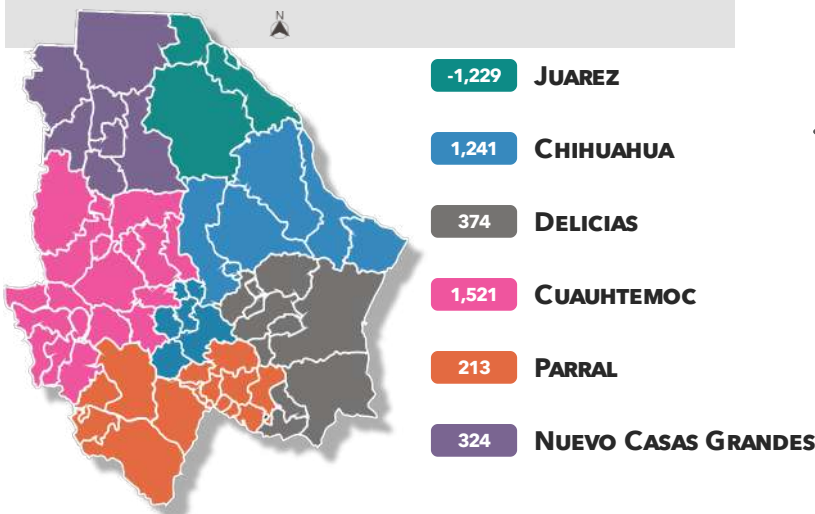 N
-1,229 JUAREZ
1,241 CHIHUAHUA
374 DELICIAS
1,521 CUAUHTEMOC
213 PARRAL
324 NUEVO CASAS GRANDES